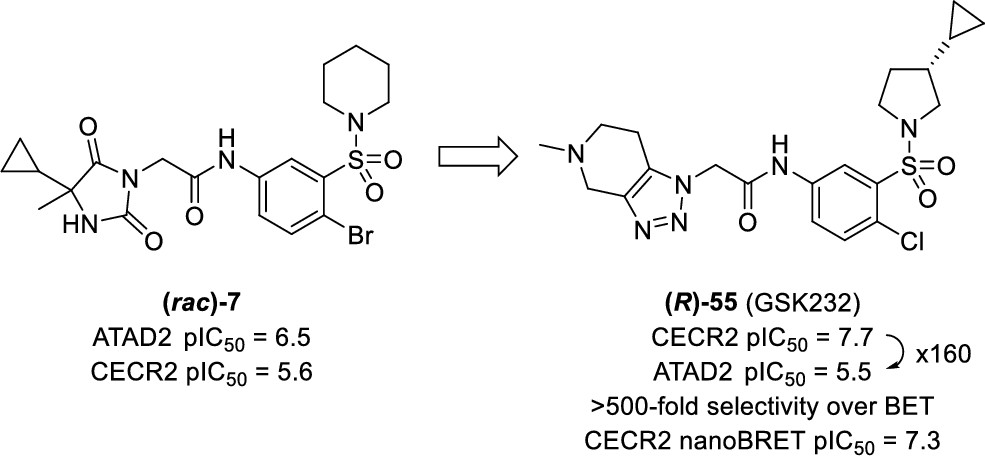 O
N
O
HN
O
H
N
O
N
S
O
O
Br
(rac)-7
ATAD2 pIC50 = 6.5
CECR2 pIC50 = 5.6
N
N
N
N
O
H
N
N
S
O
O
Cl
(R)-55 (GSK232)
CECR2 pIC50 = 7.7
x160
ATAD2 pIC50 = 5.5
>500-fold selectivity over BET
CECR2 nanoBRET pIC50 = 7.3